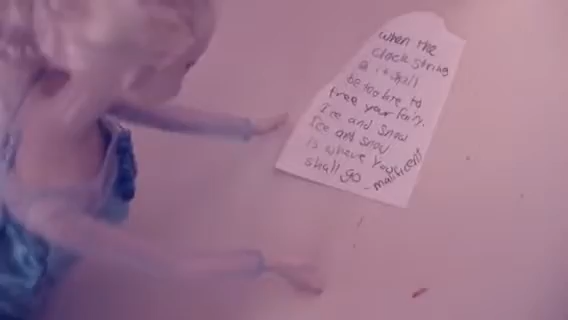 when the
clock strike
@ it shall
be too late to
free your fairy.
Ice and snow
Ice and snow
is where you
shall go
-maleficent